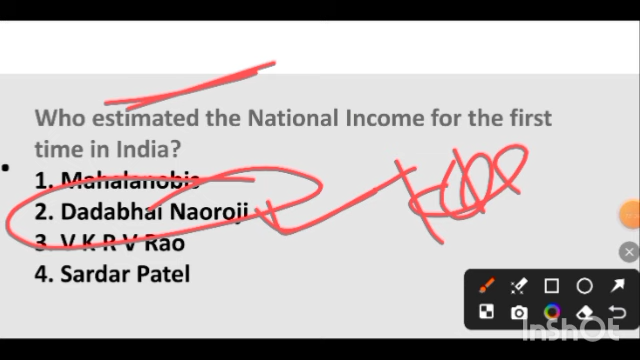 Who estimated the National Income for the first
time in India?
1. Mahalanobis
2. Dadabhai Naoroji
3. V K R V Rao
4. Sardar Patel
InShOt